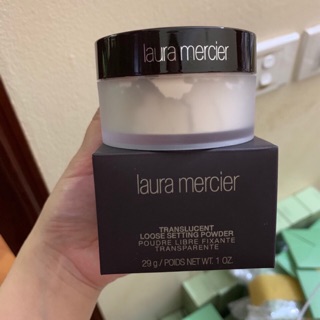 laura mercier
laura mercier
TRANSLUCENT
LOOSE SETTING POWDER
POUDRE LIBRE FIXANTE
TRANSPARENTE
29 g / POIDS NET WT. 1 OZ.